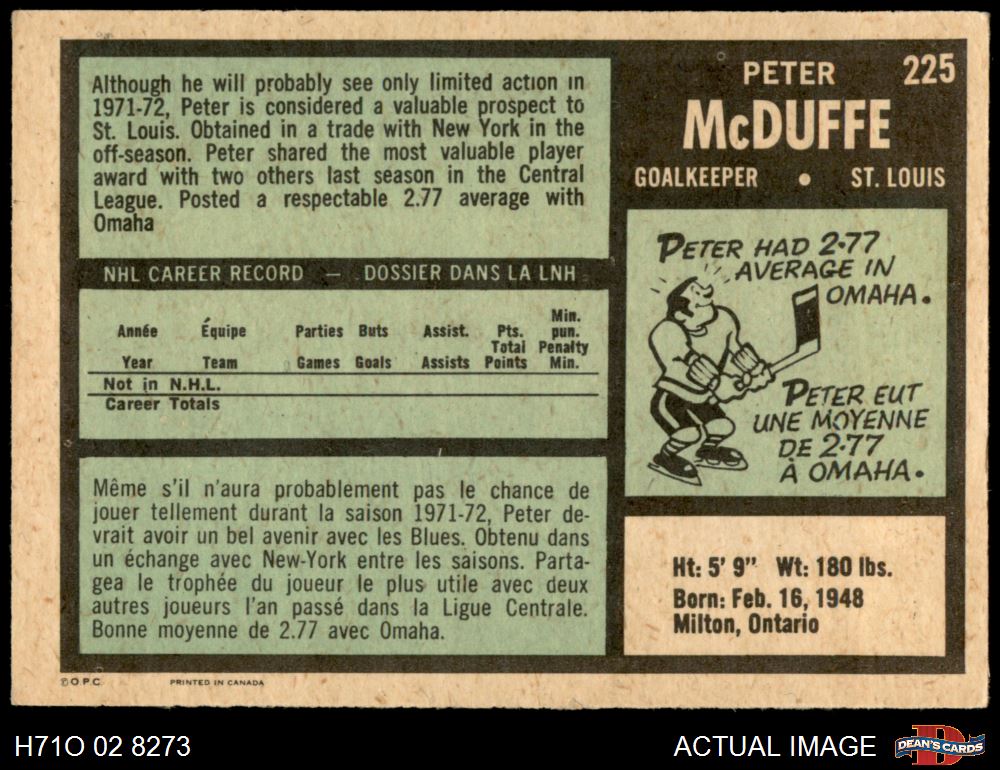 Although he will probably see only limited action in
1971-72, Peter is considered a valuable prospect to
St. Louis. Obtained in a trade with New York in the
off-season. Peter shared the most valuable player
award with two others last season in the Central
League. Posted a respectable 2.77 average with
Omaha
PETER 225
McDUFFE
GOALKEEPER • ST. LOUIS
NHL CAREER RECORD — DOSSIER DANS LA LNH
Année Équipe Parties Buts Assist. Pts. Min. pun.
Total Penalty
Year Team Games Goals Assists Points Min.
Not in N.H.L.
Career Totals
PETER HAD 2.77
AVERAGE IN
OMAHA.
PETER EUT
UNE MOYENNE
DE 2.77
À OMAHA.
Même s'il n'aura probablement pas le chance de
jouer tellement durant la saison 1971-72, Peter de-
vrait avoir un bel avenir avec les Blues. Obtenu dans
un échange avec New-York entre les saisons. Parta-
gea le trophée du joueur le plus utile avec deux
autres joueurs l'an passé dans la Ligue Centrale.
Bonne moyenne de 2.77 avec Omaha.
Ht: 5' 9" Wt: 180 lbs.
Born: Feb. 16, 1948
Milton, Ontario
© O.P.C. PRINTED IN CANADA
H71O 02 8273
ACTUAL IMAGE
D
DEAN'S CARDS